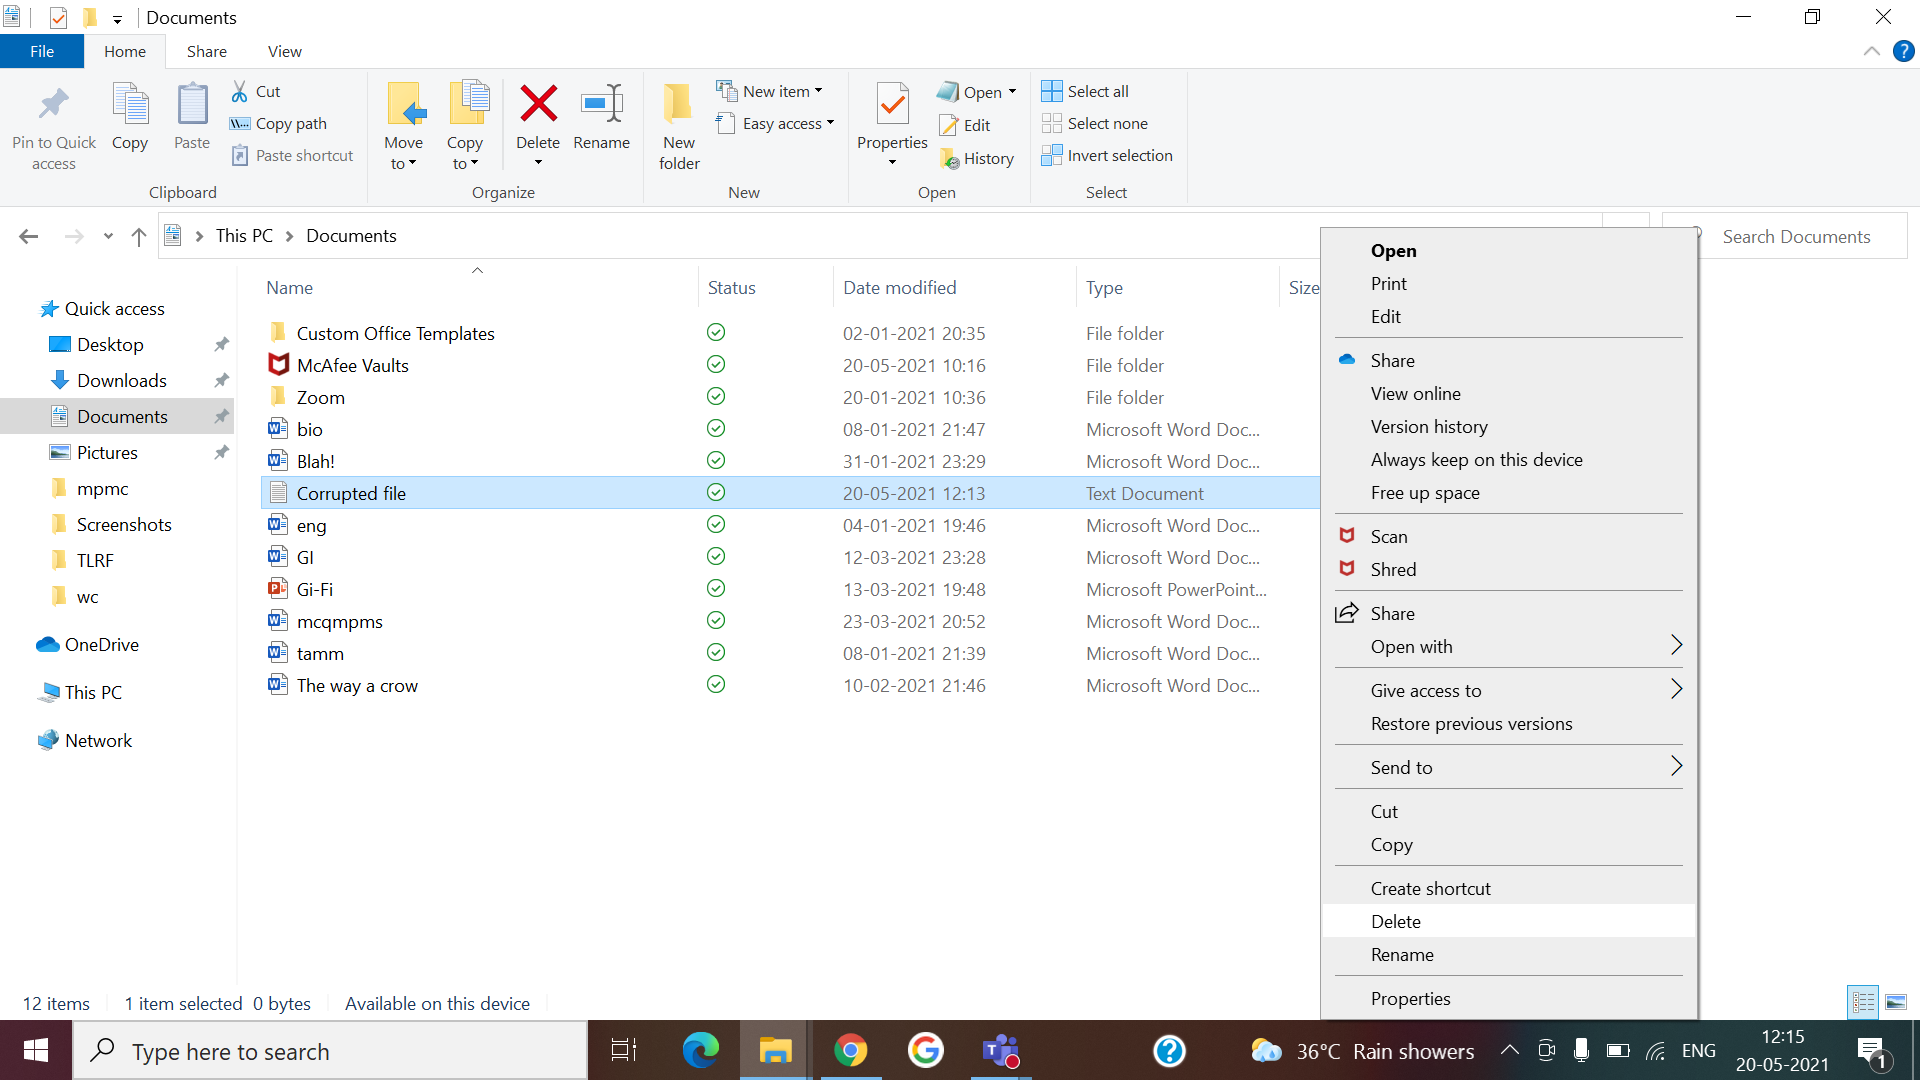 Documents
File Home Share View
Pin to Quick access
Copy
Paste
Cut
Copy path
Paste shortcut
Clipboard
Move to
Copy to
Delete
Rename
Organize
New folder
New item
Easy access
New
Properties
Open
Edit
History
Open
Select all
Select none
Invert selection
Select
This PC Documents
Search Documents
Name Status Date modified Type Size
Quick access
Desktop
Downloads
Documents
Pictures
mpmc
Screenshots
TLRF
wc
OneDrive
This PC
Network
Custom Office Templates 02-01-2021 20:35 File folder
McAfee Vaults 20-05-2021 10:16 File folder
Zoom 20-01-2021 10:36 File folder
bio 08-01-2021 21:47 Microsoft Word Doc...
Blah! 31-01-2021 23:29 Microsoft Word Doc...
Corrupted file 20-05-2021 12:13 Text Document
eng 04-01-2021 19:46 Microsoft Word Doc...
GI 12-03-2021 23:28 Microsoft Word Doc...
Gi-Fi 13-03-2021 19:48 Microsoft PowerPoint...
mcqmpms 23-03-2021 20:52 Microsoft Word Doc...
tamm 08-01-2021 21:39 Microsoft Word Doc...
The way a crow 10-02-2021 21:46 Microsoft Word Doc...
Open
Print
Edit
Share
View online
Version history
Always keep on this device
Free up space
Scan
Shred
Share
Open with
Give access to
Restore previous versions
Send to
Cut
Copy
Create shortcut
Delete
Rename
Properties
12 items 1 item selected 0 bytes Available on this device
Type here to search
36°C Rain showers
ENG
12:15
20-05-2021
1